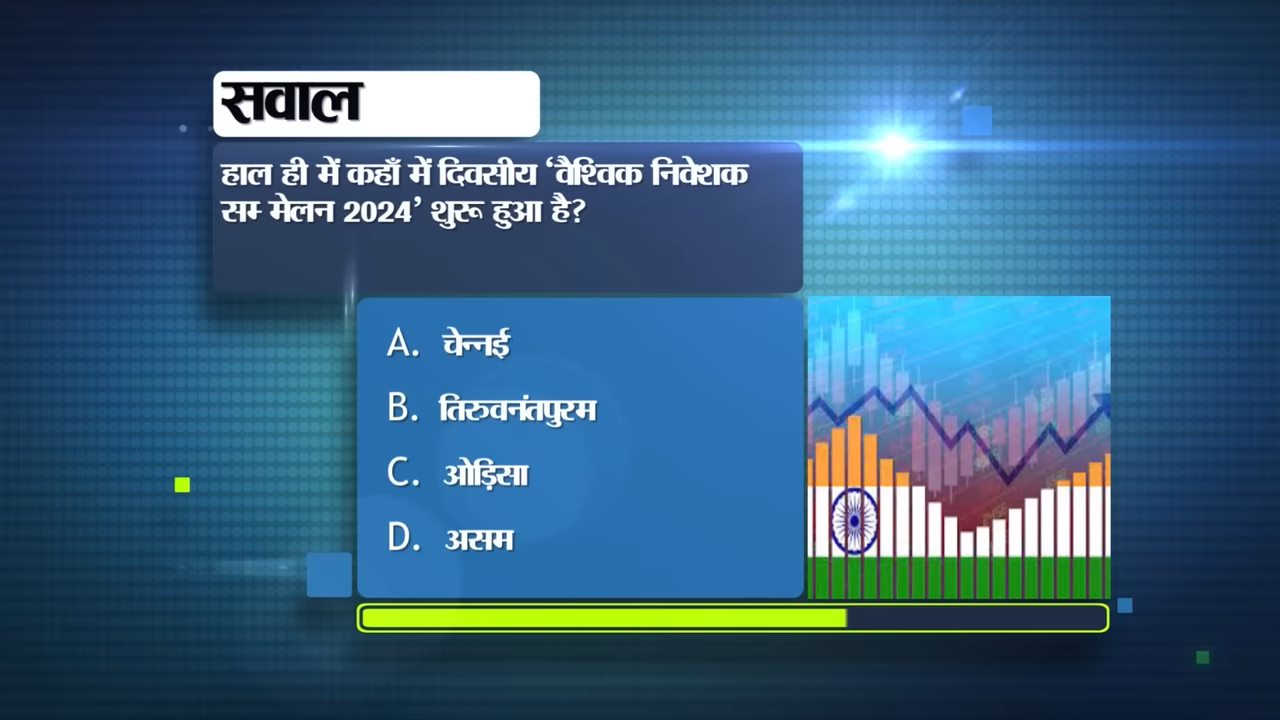 सवाल
हाल ही में कहाँ में दिवसीय ‘वैश्विक निवेशक
सम मेलन 2024’ शुरू हुआ है?
A. चेन्नई
B. तिरुवनंतपुरम
C. ओड़िसा
D. असम